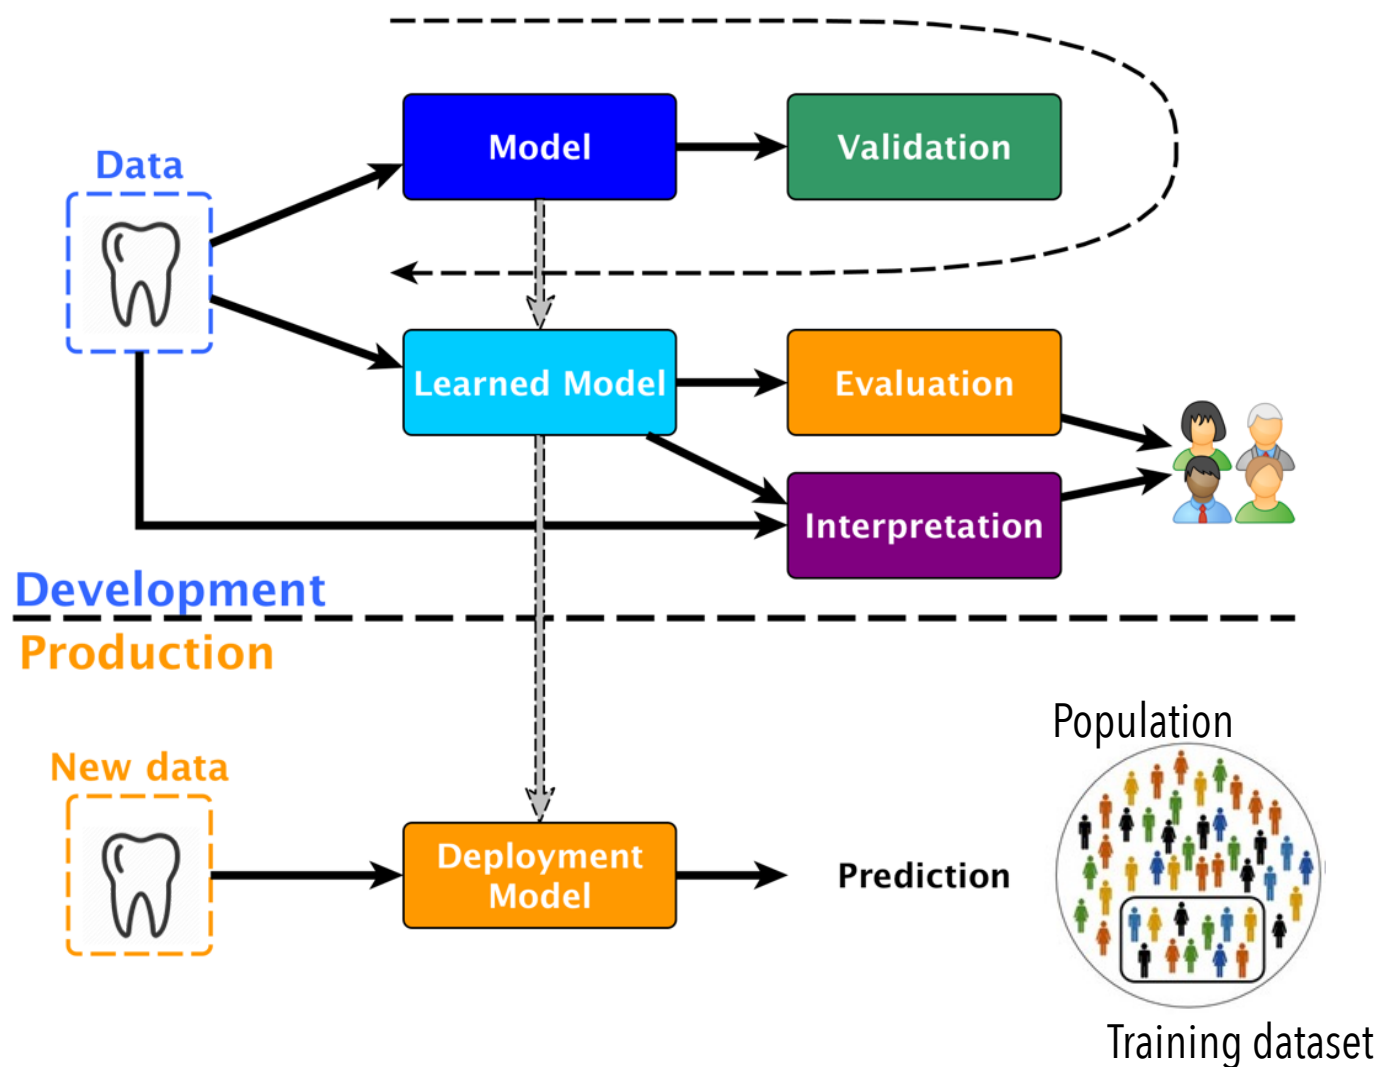 Data
Model
Validation
Learned Model
Evaluation
Interpretation
Development
Production
Population
New data
Deployment
Model
Prediction
Training dataset